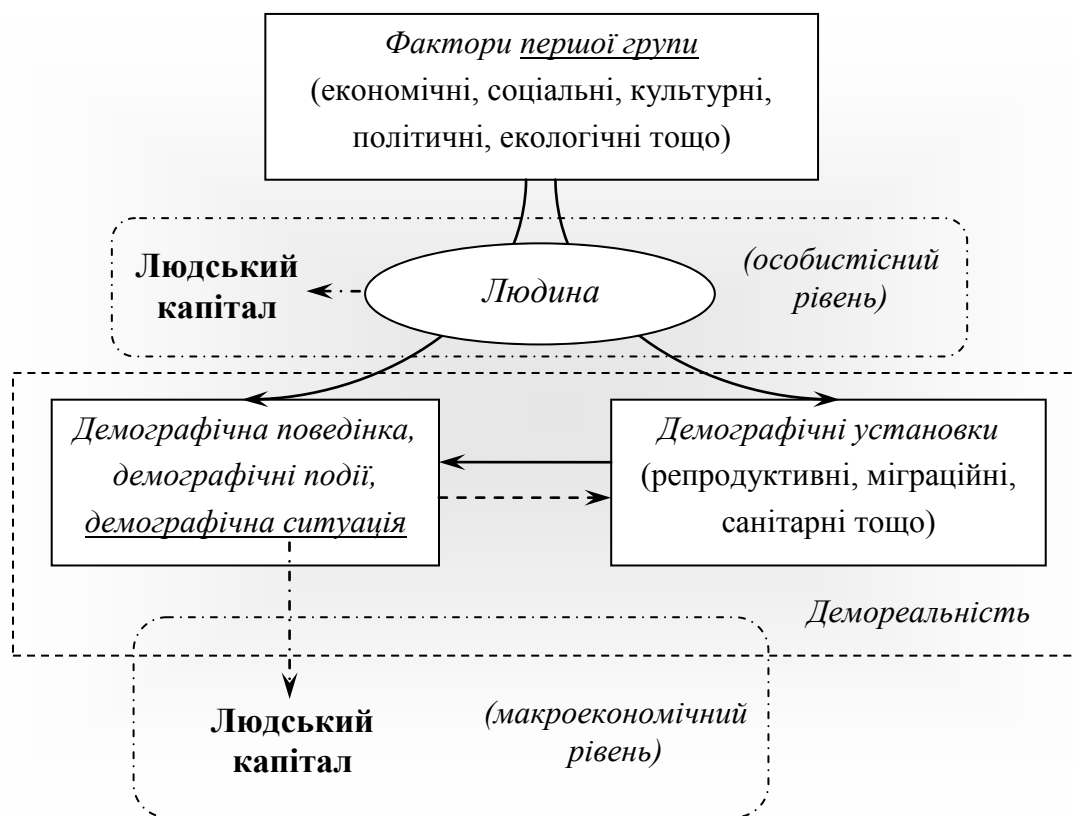 Фактори першої групи
(економічні, соціальні, культурні,
політичні, екологічні тощо)
Людський
капітал
Людина
(особистісний
рівень)
Демографічна поведінка,
демографічні події,
демографічна ситуація
Демографічні установки
(репродуктивні, міграційні,
санітарні тощо)
Демореальність
Людський
капітал
(макроекономічний
рівень)